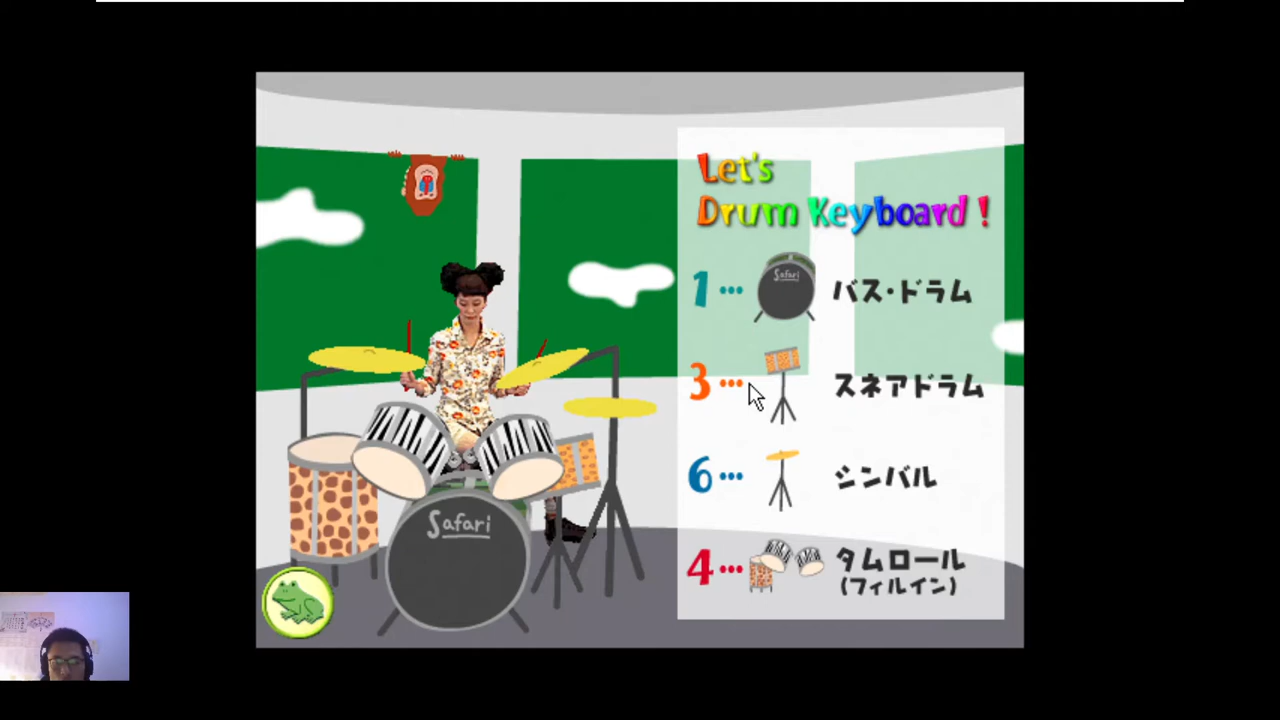 Let's
Drum Keyboard !
1… Safari バス・ドラム
3… スネアドラム
6… シンバル
4… タムロール
(フィルイン)
Safari